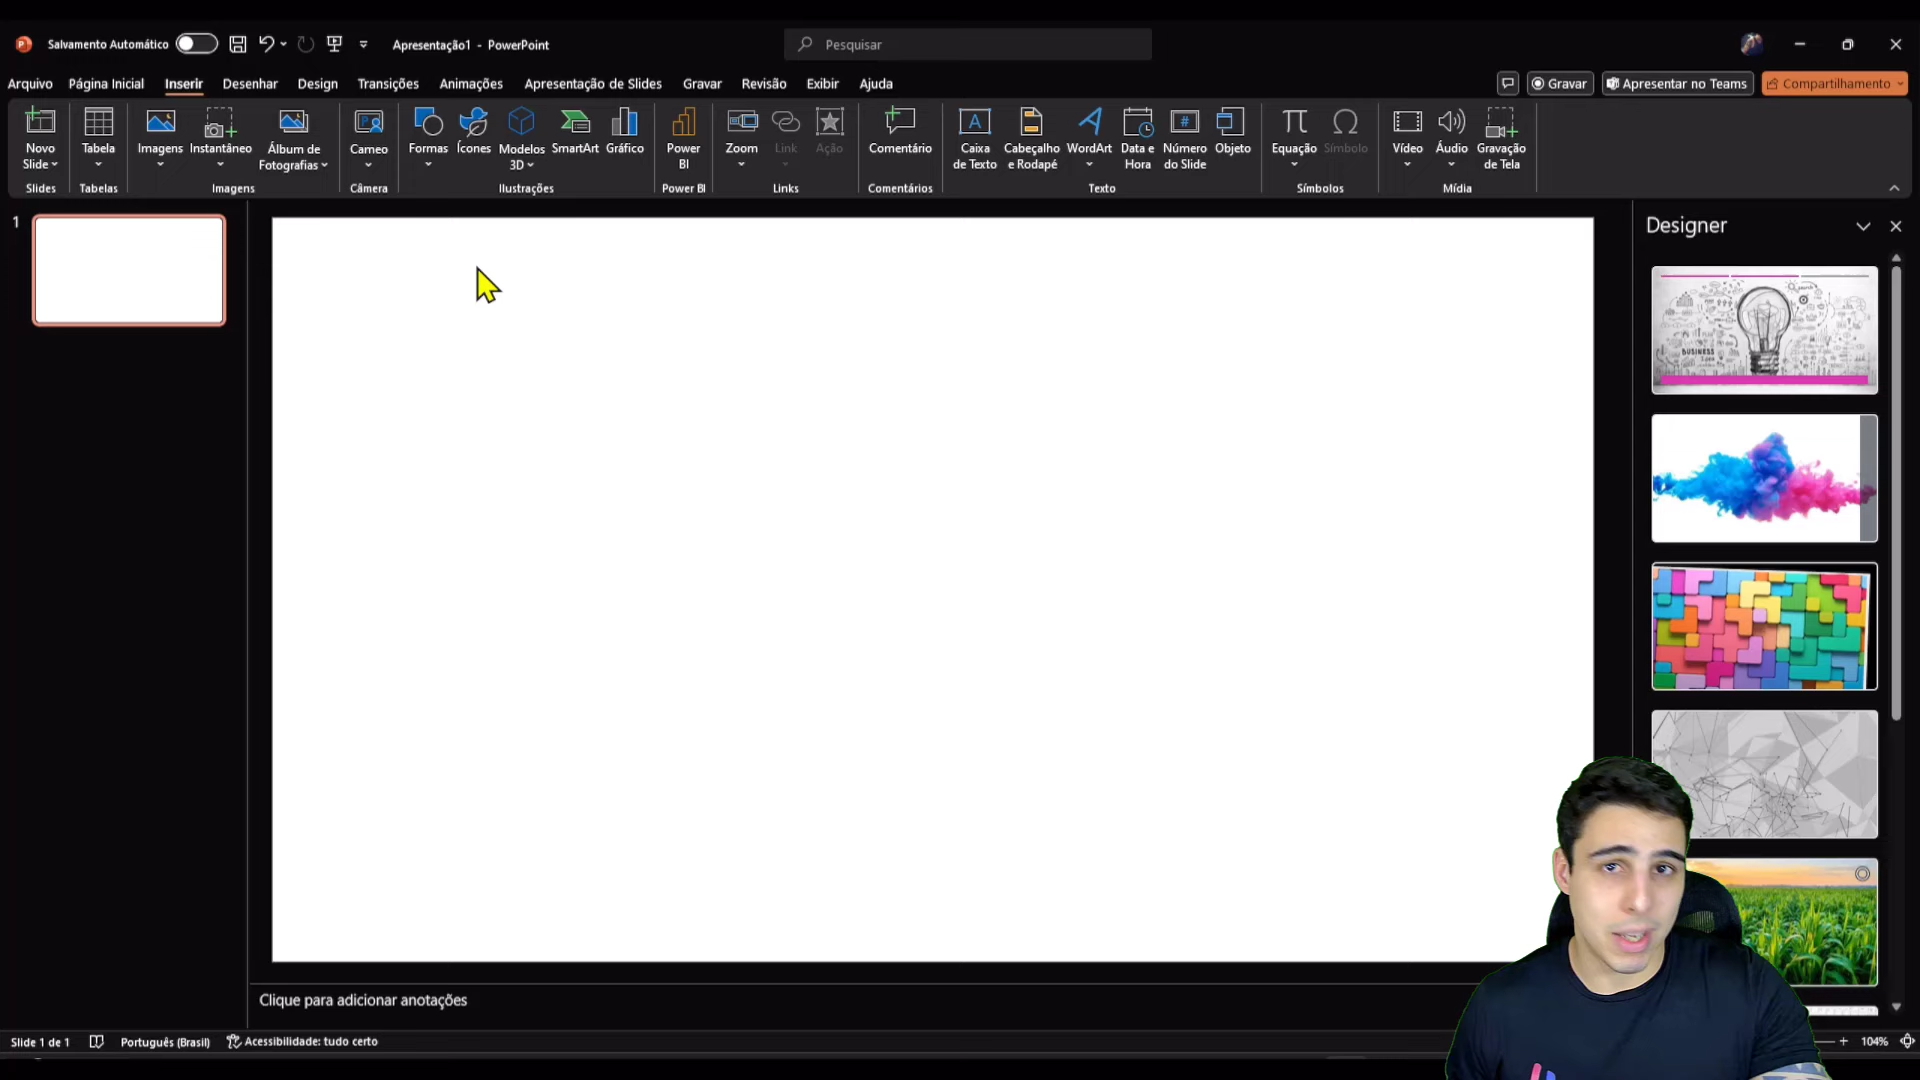 Salvamento Automático
Apresentação1 - PowerPoint
Pesquisar
Arquivo Página Inicial Inserir Desenhar Design Transições Animações Apresentação de Slides Gravar Revisão Exibir Ajuda
Gravar
Apresentar no Teams
Compartilhamento
Novo Slide
Tabela
Imagens
Instantâneo
Álbum de Fotografias
Cameo
Formas
Ícones
Modelos 3D
SmartArt
Gráfico
Power BI
Zoom
Link
Ação
Comentário
Caixa de Texto
Cabeçalho e Rodapé
WordArt
Data e Hora
Número do Slide
Objeto
Equação
Símbolo
Vídeo
Áudio
Gravação de Tela
Slides Tabelas Imagens Câmera Ilustrações Power BI Links Comentários Texto Símbolos Mídia
1
Designer
BUSINESS
Clique para adicionar anotações
Slide 1 de 1
Português (Brasil)
Acessibilidade: tudo certo
104%